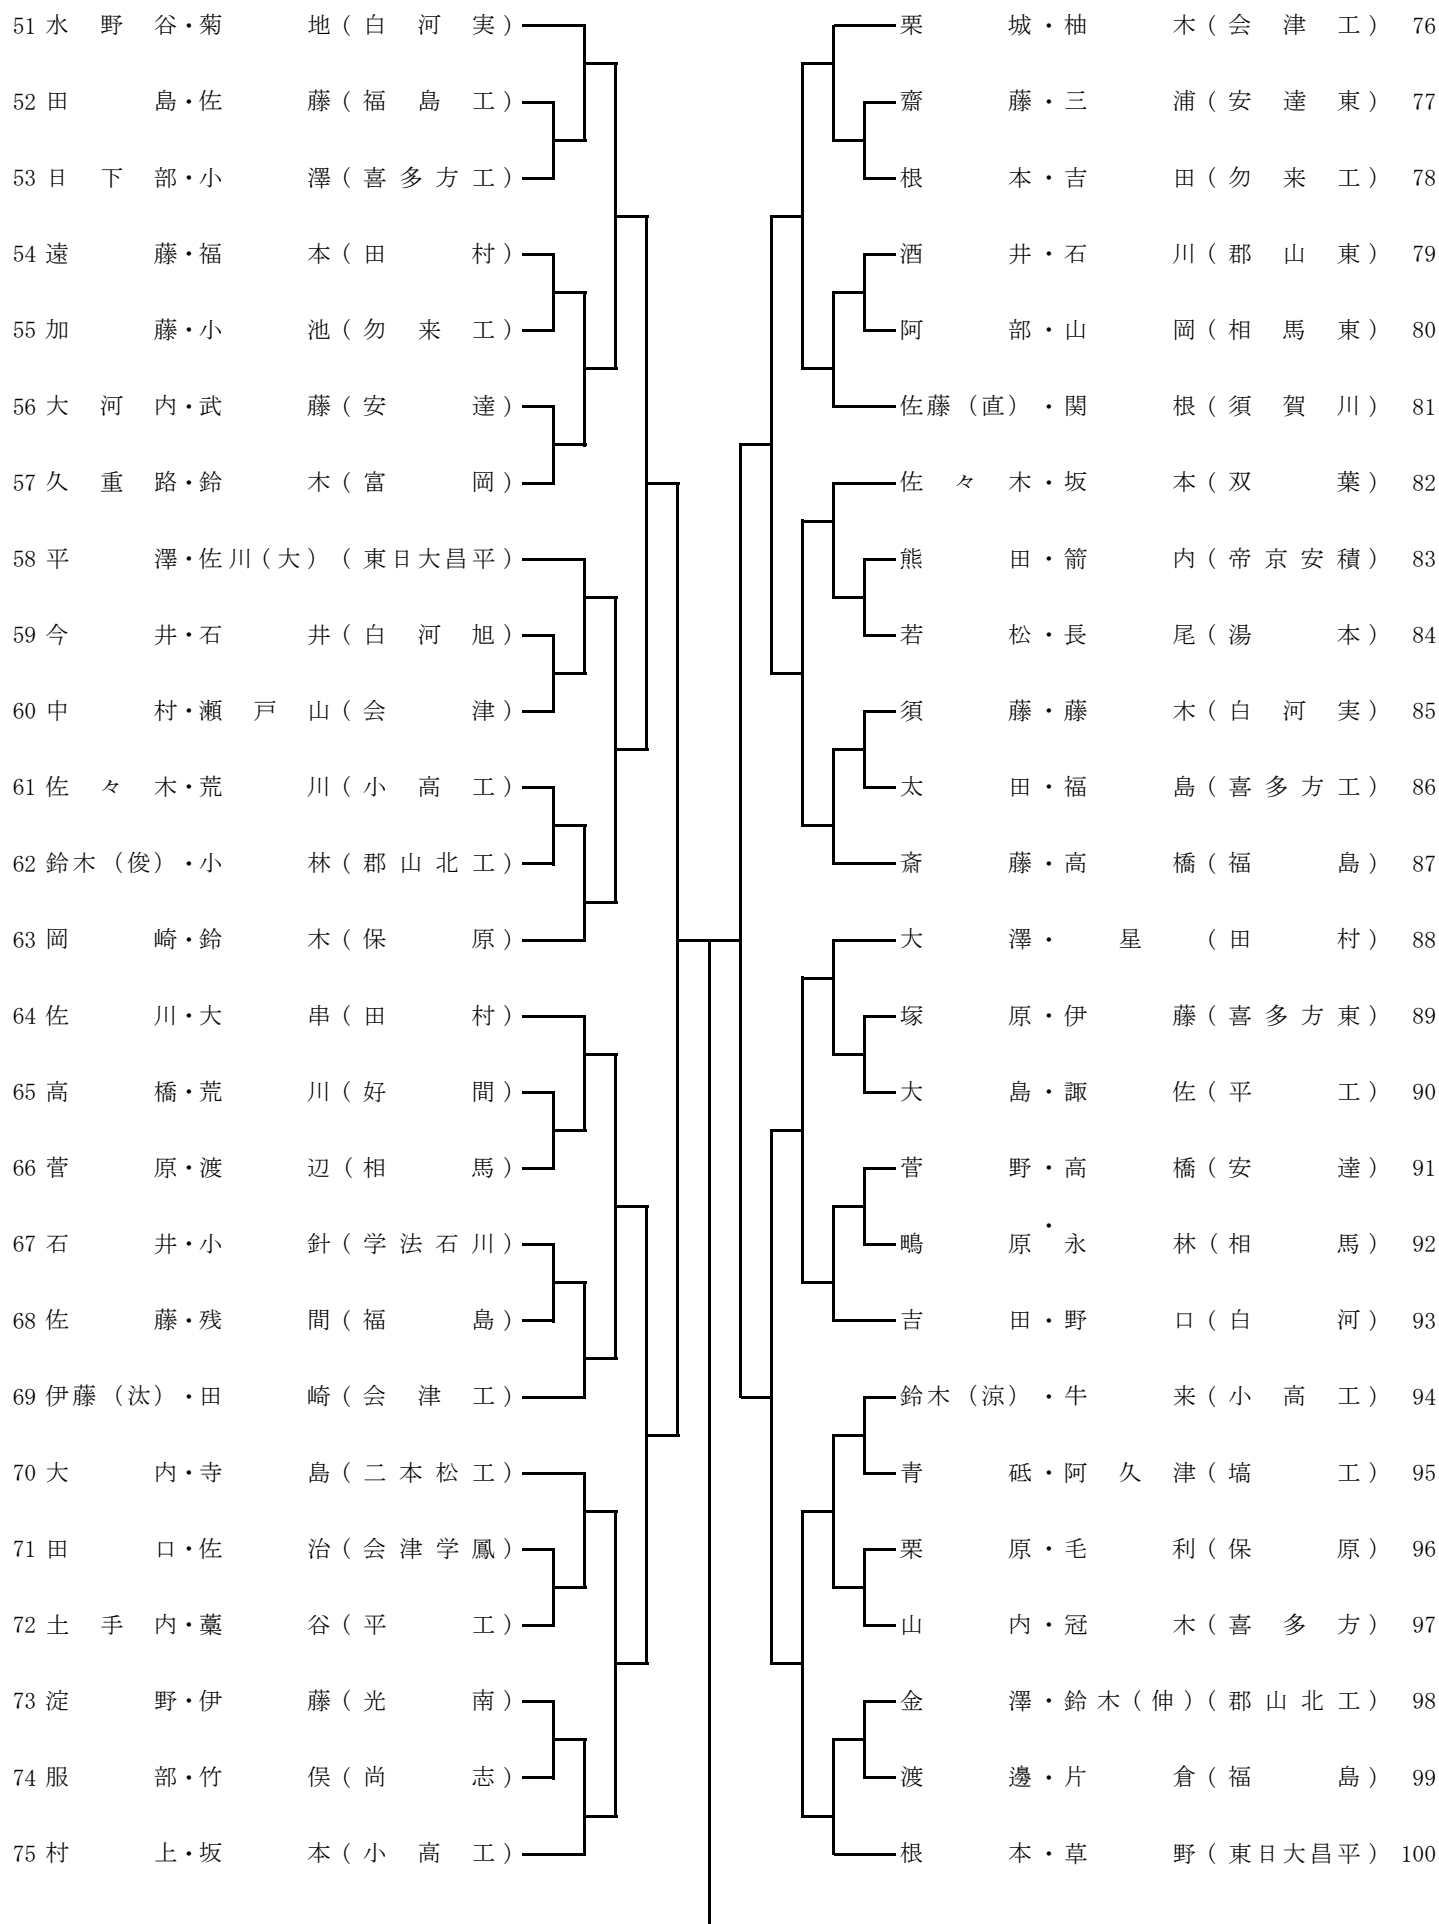 51 水野谷・菊地（白河実）
52 田島・佐藤（福島工）
53 日下部・小澤（喜多方工）
54 遠藤・福本（田村）
55 加藤・小池（勿来工）
56 大河内・武藤（安達）
57 久重路・鈴木（富岡）
58 平澤・佐川（大）（東日大昌平）
59 今井・石井（白河旭）
60 中村・瀬戸山（会津）
61 佐々木・荒川（小高工）
62 鈴木（俊）・小林（郡山北工）
63 岡崎・鈴木（保原）
64 佐川・大串（田村）
65 高橋・荒川（好間）
66 菅原・渡辺（相馬）
67 石井・小針（学法石川）
68 佐藤・残間（福島）
69 伊藤（汰）・田崎（会津工）
70 大内・寺島（二本松工）
71 田口・佐治（会津学鳳）
72 土手内・藁谷（平工）
73 淀野・伊藤（光南）
74 服部・竹俣（尚志）
75 村上・坂本（小高工）
栗城・柚木（会津工） 76
齋藤・三浦（安達東） 77
根本・吉田（勿来工） 78
酒井・石川（郡山東） 79
阿部・山岡（相馬東） 80
佐藤（直）・関根（須賀川） 81
佐々木・坂本（双葉） 82
熊田・箭内（帝京安積） 83
若松・長尾（湯本） 84
須藤・藤木（白河実） 85
太田・福島（喜多方工） 86
斎藤・高橋（福島） 87
大澤・星（田村） 88
塚原・伊藤（喜多方東） 89
大島・諏佐（平工） 90
菅野・高橋（安達） 91
鴫原・永林（相馬） 92
吉田・野口（白河） 93
鈴木（涼）・牛来（小高工） 94
青砥・阿久津（塙工） 95
栗原・毛利（保原） 96
山内・冠木（喜多方） 97
金澤・鈴木（伸）（郡山北工） 98
渡邊・片倉（福島） 99
根本・草野（東日大昌平） 100